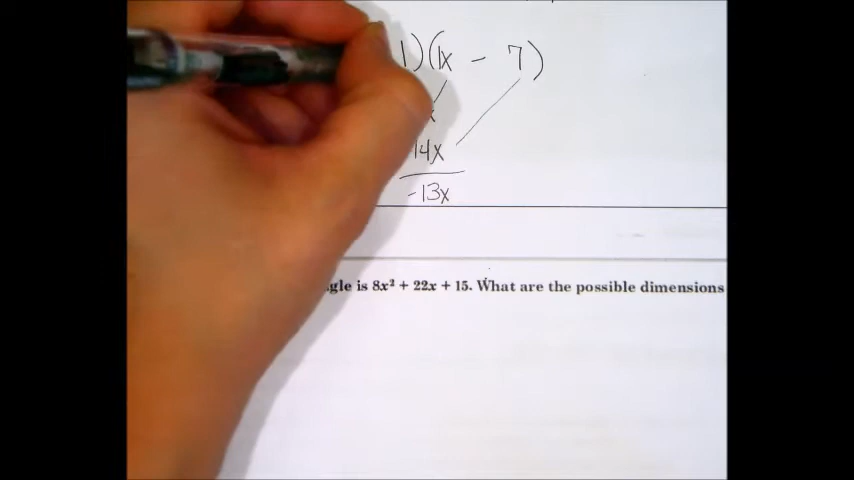 1)(1x - 7)
x
14x
-13x
gle is 8x² + 22x + 15. What are the possible dimensions